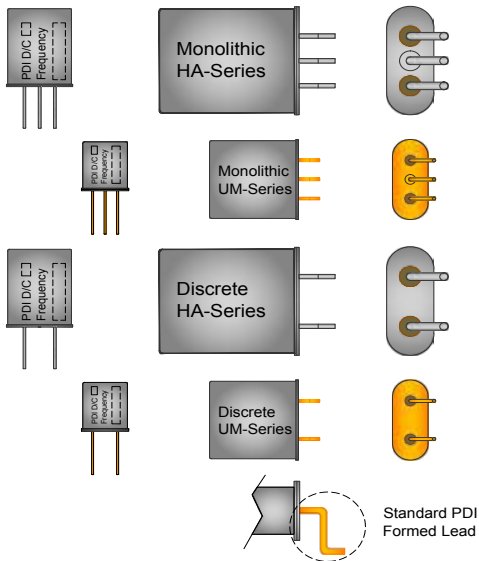 PDI D/C
Frequency
Monolithic
HA-Series
PDI D/C
Frequency
Monolithic
UM-Series
PDI D/C
Frequency
Discrete
HA-Series
PDI D/C
Frequency
Discrete
UM-Series
Standard PDI
Formed Lead